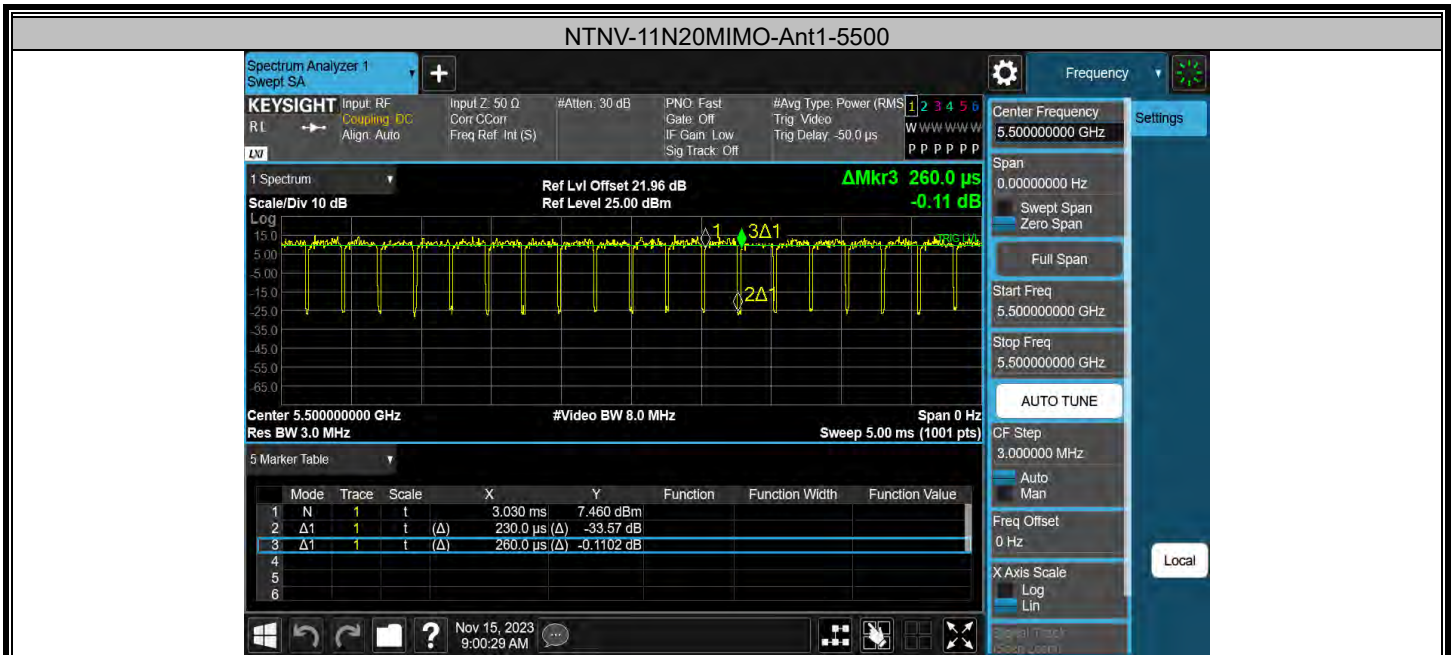 NTNV-11N20MIMO-Ant1-5500
Spectrum Analyzer 1
Swept SA
Frequency
KEYSIGHT Input: RF Input Z: 50 Ω #Atten: 30 dB PNO: Fast #Avg Type: Power (RMS 1 2 3 4 5 6
RL Coupling: DC Corr CCorr Gate: Off Trig: Video W W W W W W
Align: Auto Freq Ref: Int (S) IF Gain: Low Trig Delay: -50.0 µs
LXI Sig Track: Off P P P P P P
Center Frequency
5.500000000 GHz
Settings
Span
0.00000000 Hz
Swept Span
Zero Span
Full Span
Start Freq
5.500000000 GHz
Stop Freq
5.500000000 GHz
AUTO TUNE
CF Step
3.000000 MHz
Auto
Man
Freq Offset
0 Hz
X Axis Scale
Log
Lin
Signal Track
(Span Zoom)
Local
1 Spectrum
Scale/Div 10 dB
Ref Lvl Offset 21.96 dB
Ref Level 25.00 dBm
ΔMkr3 260.0 µs
-0.11 dB
Log
15.0
5.00
-5.00
-15.0
-25.0
-35.0
-45.0
-55.0
-65.0
1
3Δ1
TRIG LVL
2Δ1
Center 5.500000000 GHz #Video BW 8.0 MHz Span 0 Hz
Res BW 3.0 MHz Sweep 5.00 ms (1001 pts)
5 Marker Table
Mode Trace Scale X Y Function Function Width Function Value
1 N 1 t 3.030 ms 7.460 dBm
2 Δ1 1 t (Δ) 230.0 µs (Δ) -33.57 dB
3 Δ1 1 t (Δ) 260.0 µs (Δ) -0.1102 dB
4
5
6
Nov 15, 2023
9:00:29 AM